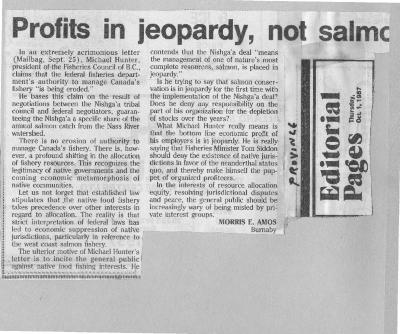 Profits in jeopardy, not salmo
In an extremely acrimonious letter
(Mailbag, Sept. 25), Michael Hunter,
president of the Fisheries Council of B.C.,
claims that the federal fisheries depart-
ment's authority to manage Canada's
fishery "is being eroded."
He bases this claim on the result of
negotiations between the Nishga'a tribal
council and federal negotiators, guaran-
teeing the Nishga'a a specific share of the
annual salmon catch from the Nass River
watershed.
There is no erosion of authority to
manage Canada's fishery. There is, how-
ever, a profound shifting in the allocation
of fishery resources. This recognizes the
legitimacy of native governments and the
coming economic metamorphosis of
native communities.
Let us not forget that established law
stipulates that the native food fishery
takes precedence over other interests in
regard to allocation. The reality is that
strict interpretation of federal laws has
led to economic suppression of native
jurisdictions, particularly in reference to
the west coast salmon fishery.
The ulterior motive of Michael Hunter's
letter is to incite the general public
against native food fishing interests. He
contends that the Nishga'a deal "means
the management of one of nature's most
complete resources, salmon, is placed in
jeopardy."
Is he trying to say that salmon conser-
vation is in jeopardy for the first time with
the implementation of the Nishga'a deal?
Does he deny any responsibility on the
part of his organization for the depletion
of stocks over the years?
What Michael Hunter really means is
that the bottom line economic profit of
his employers is in jeopardy. He is really
saying that Fisheries Minister Tom Siddon
should deny the existence of native juris-
dictions in favor of the neanderthal status
quo, and thereby make himself the pup-
pet of organized profiteers.
In the interests of resource allocation
equity, resolving jurisdictional disputes
and peace, the general public should be
increasingly wary of being misled by pri-
vate interest groups.
MORRIS E. AMOS
Burnaby
PROVINCE
Editorial
Pages
Thursday,
Oct. 1, 1987